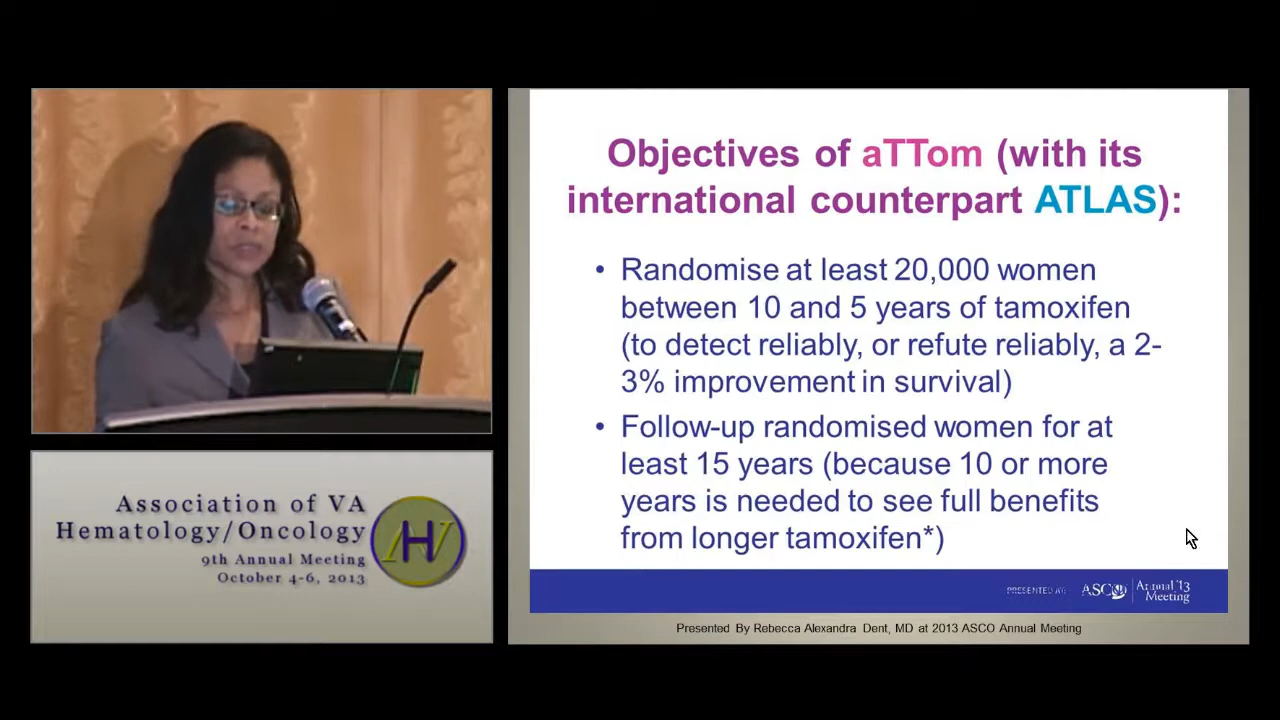 Objectives of aTTom (with its
international counterpart ATLAS):
• Randomise at least 20,000 women
between 10 and 5 years of tamoxifen
(to detect reliably, or refute reliably, a 2-
3% improvement in survival)
• Follow-up randomised women for at
least 15 years (because 10 or more
years is needed to see full benefits
from longer tamoxifen*)
PRESENTED AT: ASCO Annual '13
Meeting
Presented By Rebecca Alexandra Dent, MD at 2013 ASCO Annual Meeting
Association of VA
Hematology/Oncology
9th Annual Meeting
October 4-6, 2013
VH